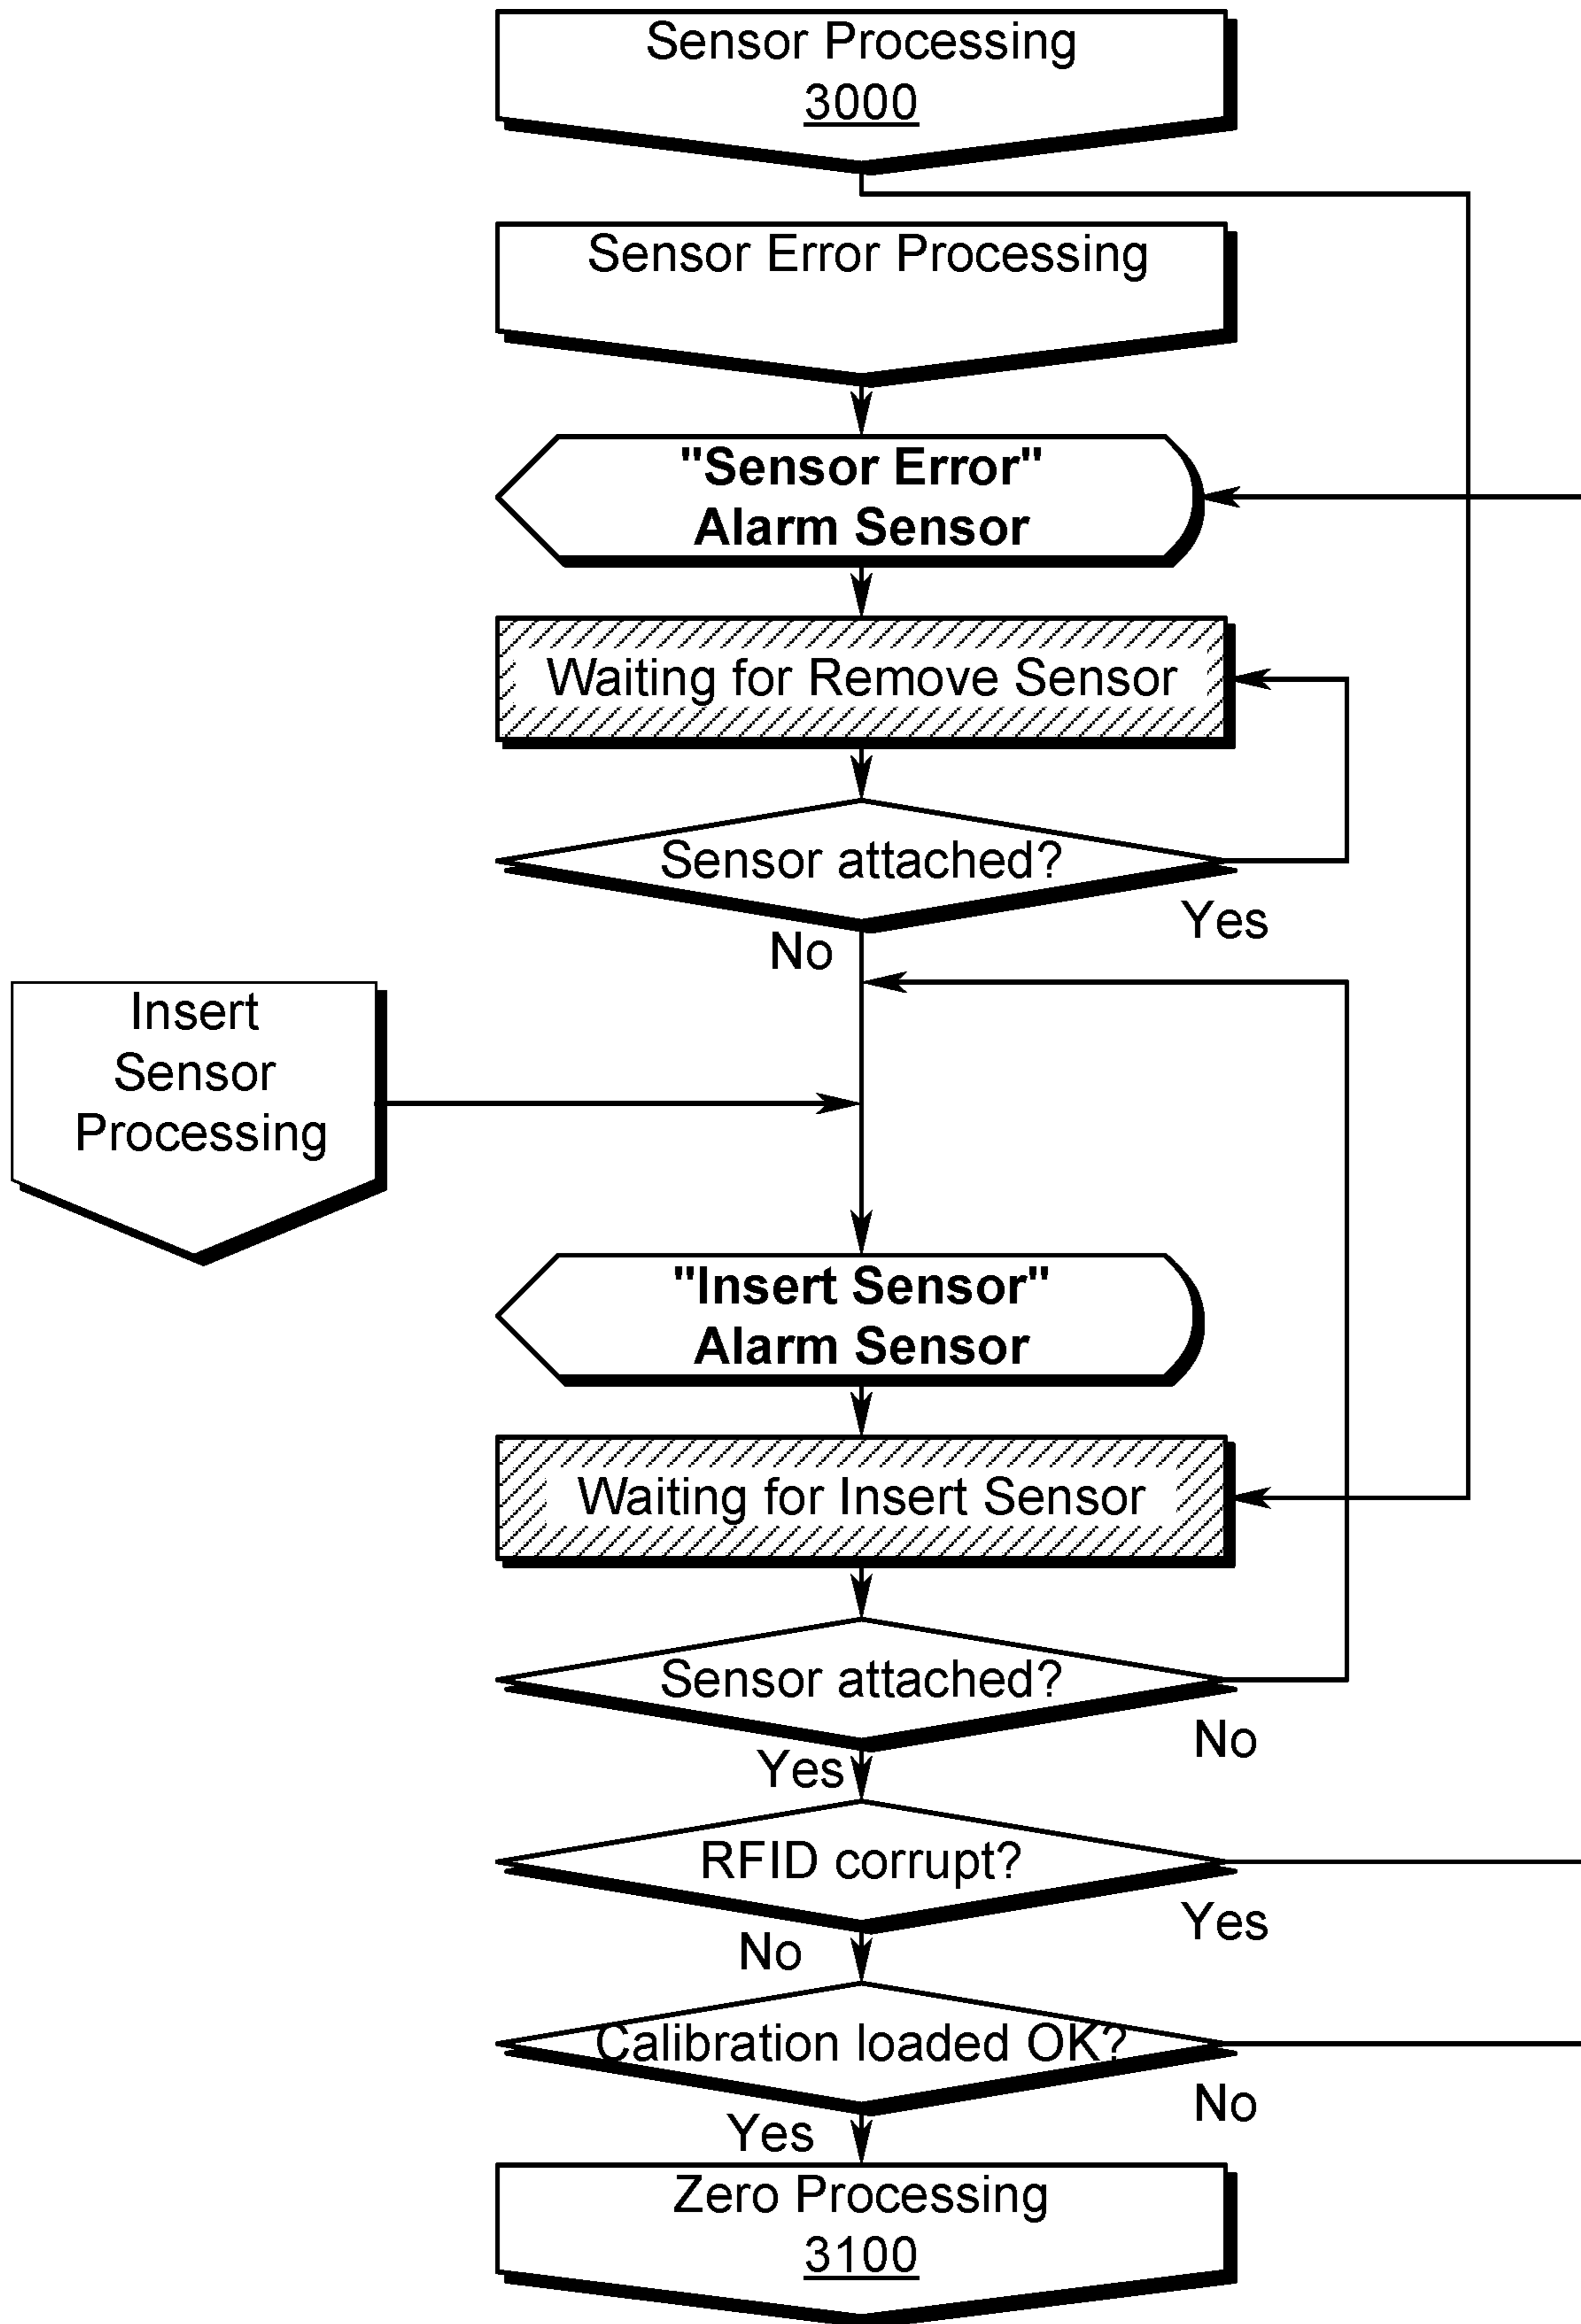 Sensor Processing
3000
Sensor Error Processing
"Sensor Error"
Alarm Sensor
Waiting for Remove Sensor
Sensor attached?
Yes
No
Insert
Sensor
Processing
"Insert Sensor"
Alarm Sensor
Waiting for Insert Sensor
Sensor attached?
No
Yes
RFID corrupt?
Yes
No
Calibration loaded OK?
No
Yes
Zero Processing
3100